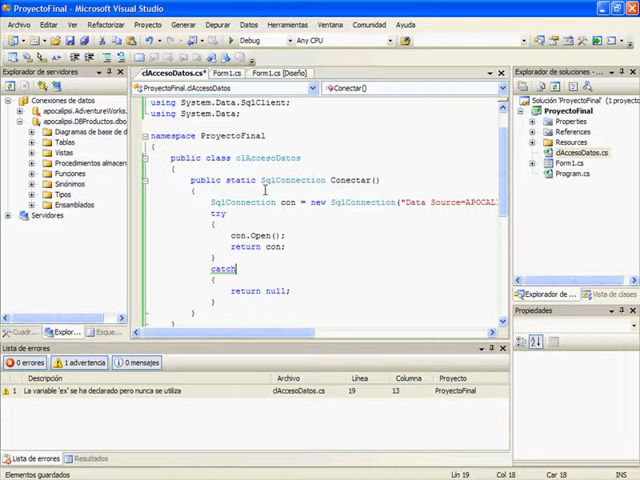 ProyectoFinal - Microsoft Visual Studio
Archivo Editar Ver Refactorizar Proyecto Generar Depurar Datos Herramientas Ventana Comunidad Ayuda
Debug Any CPU
Explorador de servidores
Conexiones de datos
apocalipsi.AdventureWorks.
apocalipsi.DBProductos.dbo
Diagramas de base de d
Tablas
Vistas
Procedimientos almacen
Funciones
Sinónimos
Tipos
Ensamblados
Servidores
Cuadr... Explor... Esque...
clAccesoDatos.cs* Form1.cs Form1.cs [Diseño]
ProyectoFinal.clAccesoDatos Conectar()
using System.Data.SqlClient;
using System.Data;
namespace ProyectoFinal
{
public class clAccesoDatos
{
public static SqlConnection Conectar()
{
SqlConnection con = new SqlConnection("Data Source=APOCALI
try
{
con.Open();
return con;
}
catch
{
return null;
}
}
}
Explorador de soluciones - ...
Solución 'ProyectoFinal' (1 proy
ProyectoFinal
Properties
References
Resources
clAccesoDatos.cs
Form1.cs
Program.cs
Explorador de ... Vista de clases
Propiedades
Lista de errores
0 errores 1 advertencia 0 mensajes
Descripción Archivo Línea Columna Proyecto
1 La variable 'ex' se ha declarado pero nunca se utiliza clAccesoDatos.cs 19 13 ProyectoFinal
Lista de errores Resultados
Elementos guardados Lín 19 Col 18 Car 18